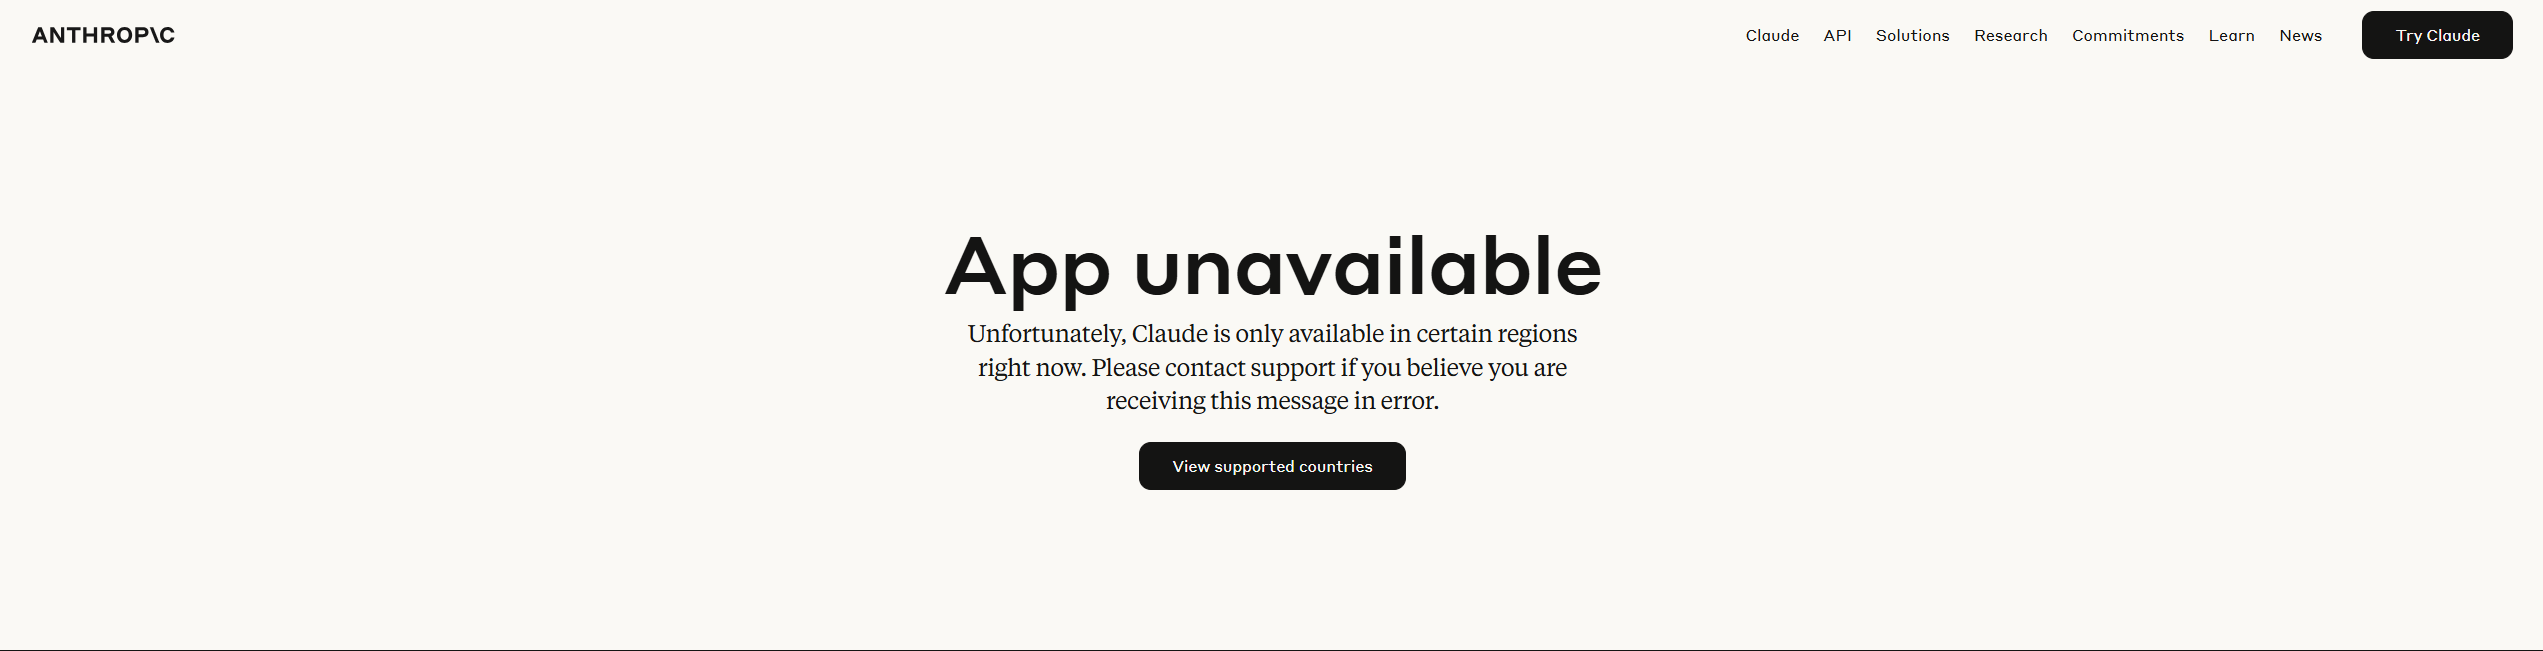 ANTHROP\C
Claude API Solutions Research Commitments Learn News Try Claude
App unavailable
Unfortunately, Claude is only available in certain regions
right now. Please contact support if you believe you are
receiving this message in error.
View supported countries